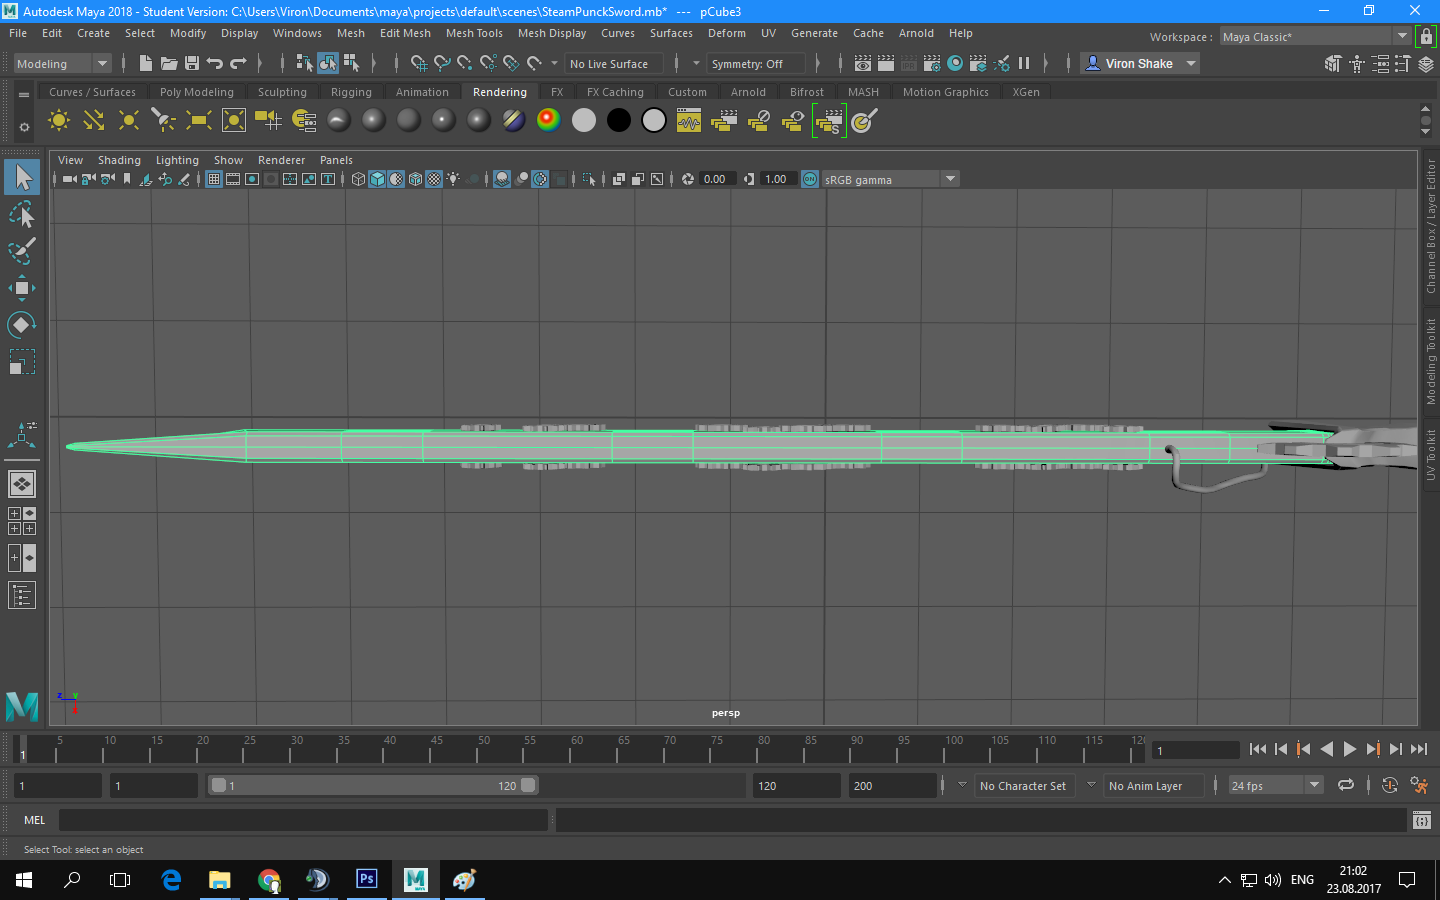 Autodesk Maya 2018 - Student Version: C:\Users\Viron\Documents\maya\projects\default\scenes\SteamPunckSword.mb* --- pCube3
File Edit Create Select Modify Display Windows Mesh Edit Mesh Mesh Tools Mesh Display Curves Surfaces Deform UV Generate Cache Arnold Help
Workspace : Maya Classic*
Modeling No Live Surface Symmetry: Off Viron Shake
Curves / Surfaces Poly Modeling Sculpting Rigging Animation Rendering FX FX Caching Custom Arnold Bifrost MASH Motion Graphics XGen
View Shading Lighting Show Renderer Panels
0.00 1.00 ON sRGB gamma
Channel Box / Layer Editor
Modeling Toolkit
UV Toolkit
z y
x
persp
5 10 15 20 25 30 35 40 45 50 55 60 65 70 75 80 85 90 95 100 105 110 115 120
1 1
1 1 1 120 120 200 No Character Set No Anim Layer 24 fps
MEL
Select Tool: select an object
Ps
MAYA
ENG
21:02
23.08.2017